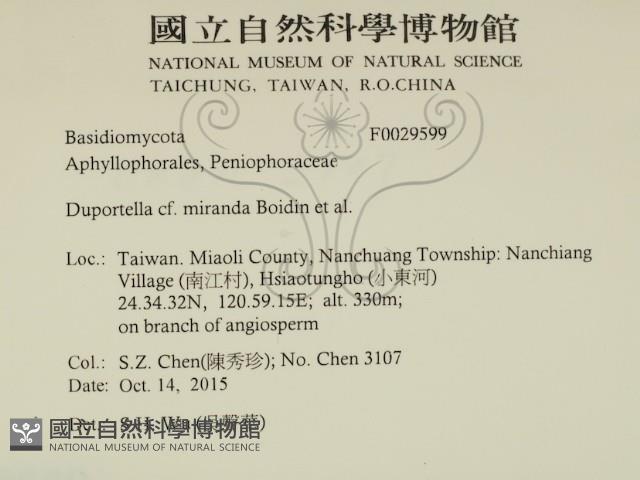 國立自然科學博物館
NATIONAL MUSEUM OF NATURAL SCIENCE
TAICHUNG, TAIWAN, R.O.CHINA
Basidiomycota F0029599
Aphyllophorales, Peniophoraceae
Duportella cf. miranda Boidin et al.
Loc.: Taiwan. Miaoli County, Nanchuang Township: Nanchiang
Village (南江村), Hsiaotungho (小東河)
24.34.32N, 120.59.15E; alt. 330m;
on branch of angiosperm
Col.: S.Z. Chen(陳秀珍); No. Chen 3107
Date: Oct. 14, 2015
Det.: S.H. Wu
國立自然科學博物館
NATIONAL MUSEUM OF NATURAL SCIENCE